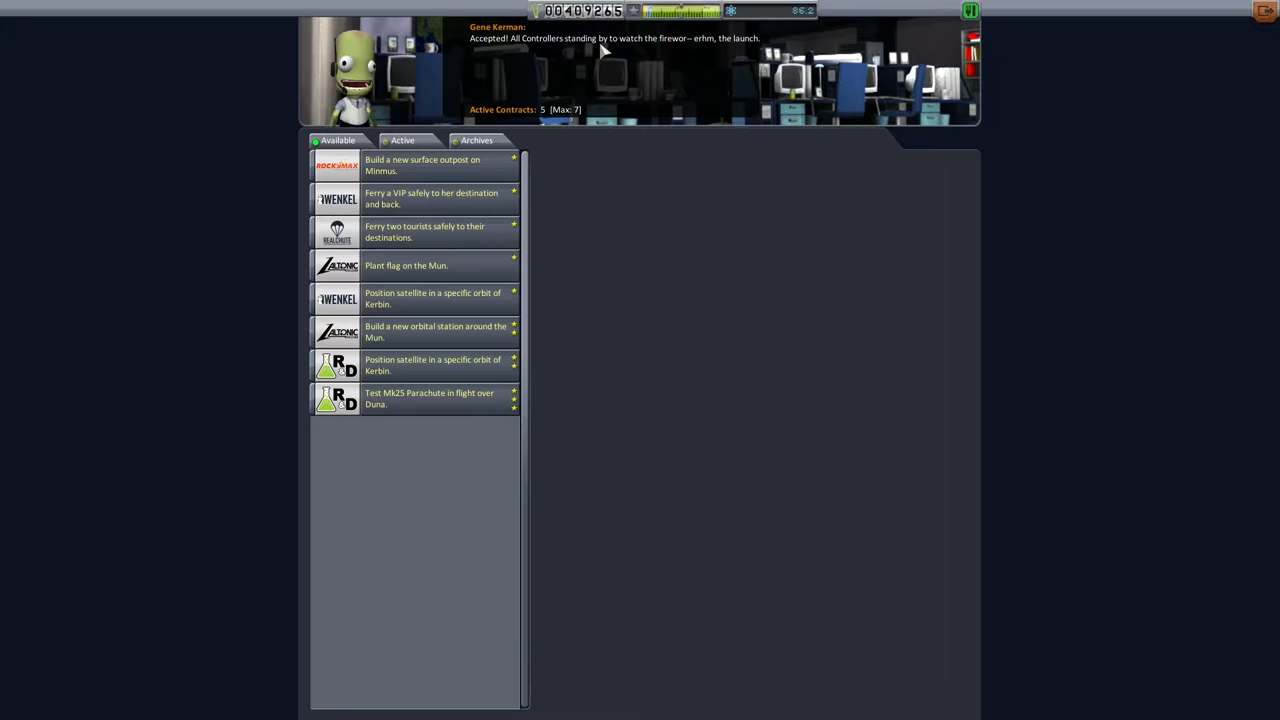 00409265
86.2
Gene Kerman:
Accepted! All Controllers standing by to watch the firewor-- erhm, the launch.
Active Contracts: 5 [Max: 7]
Available
Active
Archives
ROCKOMAX
Build a new surface outpost on
Minmus.
WENKEL
Ferry a VIP safely to her destination
and back.
REALCHUTE
Ferry two tourists safely to their
destinations.
Plant flag on the Mun.
WENKEL
Position satellite in a specific orbit of
Kerbin.
Build a new orbital station around the
Mun.
R&D
Position satellite in a specific orbit of
Kerbin.
R&D
Test Mk25 Parachute in flight over
Duna.